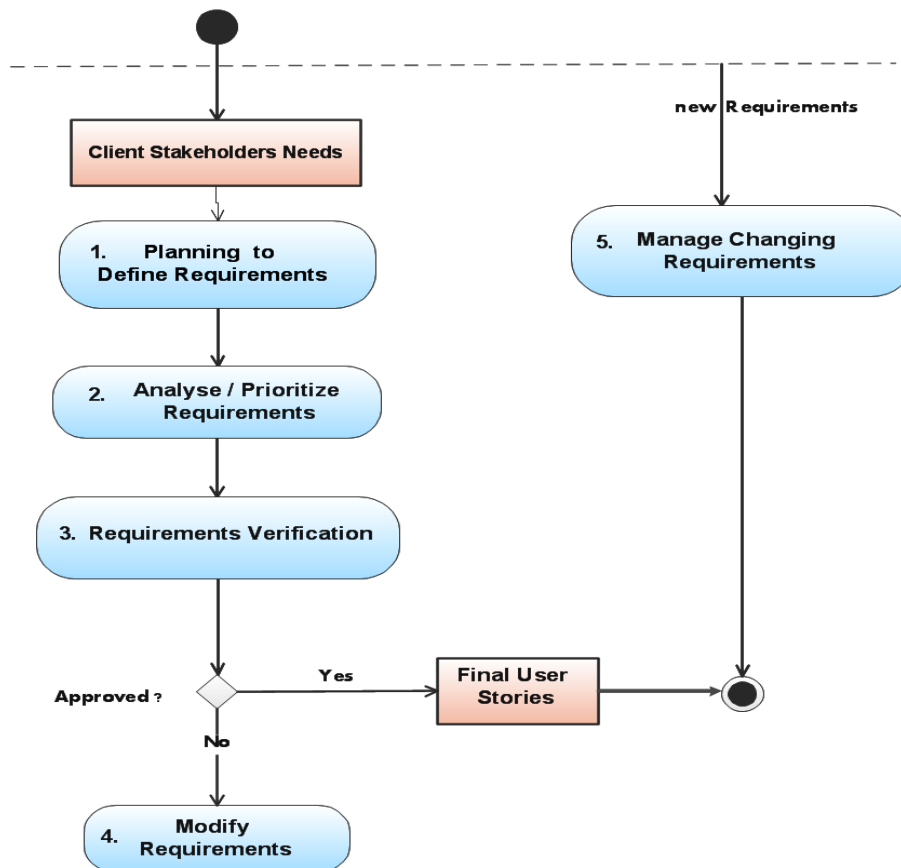 new Requirements
Client Stakeholders Needs
1. Planning to
Define Requirements
5. Manage Changing
Requirements
2. Analyse / Prioritize
Requirements
3. Requirements Verification
Approved ?
Yes
Final User
Stories
No
4. Modify
Requirements